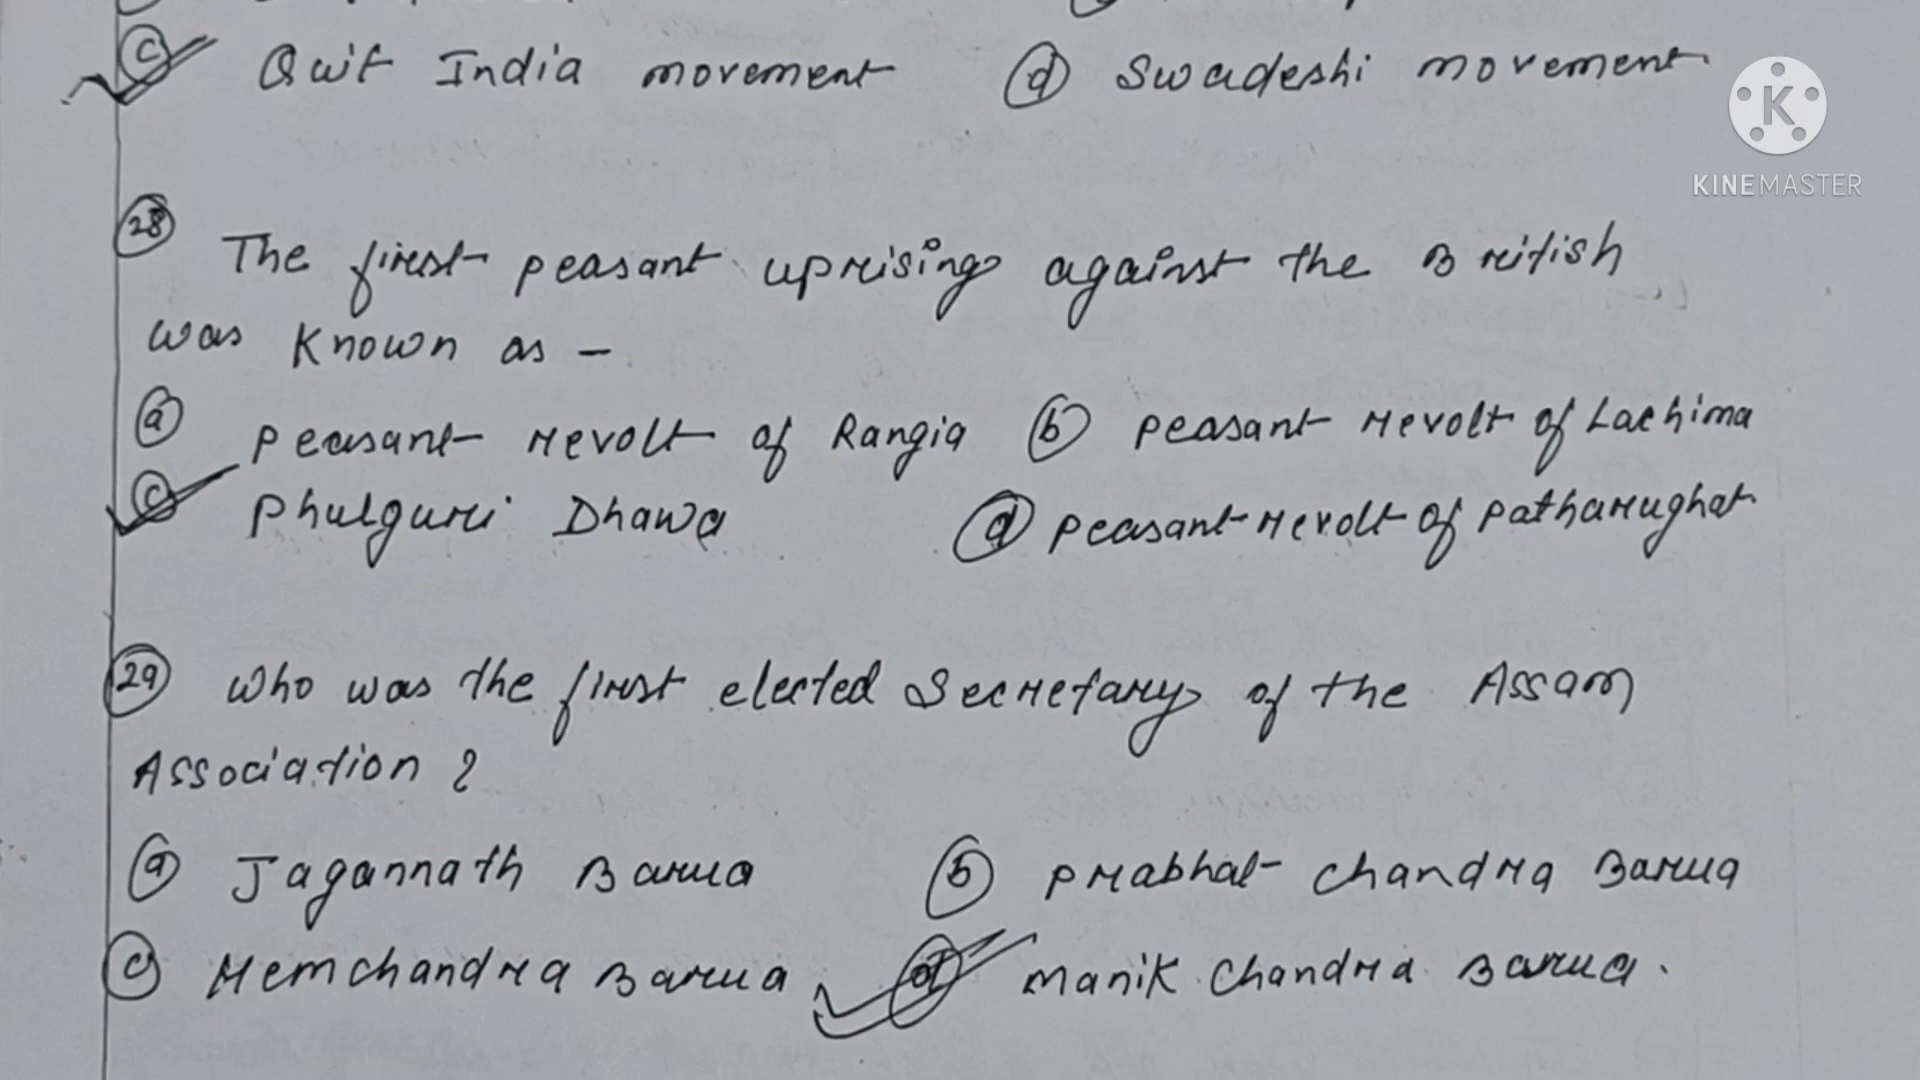 (c) Quit India movement (d) Swadeshi movement
KINEMASTER
(28) The first peasant uprising against the British
was known as –
(a) peasant revolt of Rangia (b) peasant revolt of Lachima
(c) Phulguri Dhawa (d) peasant revolt of patharughat
(29) Who was the first elected Secretary of the Assam
Association ?
(a) Jagannath Barua (b) Prabhat Chandra Barua
(c) Hemchandra Barua (d) Manik Chandra Barua.